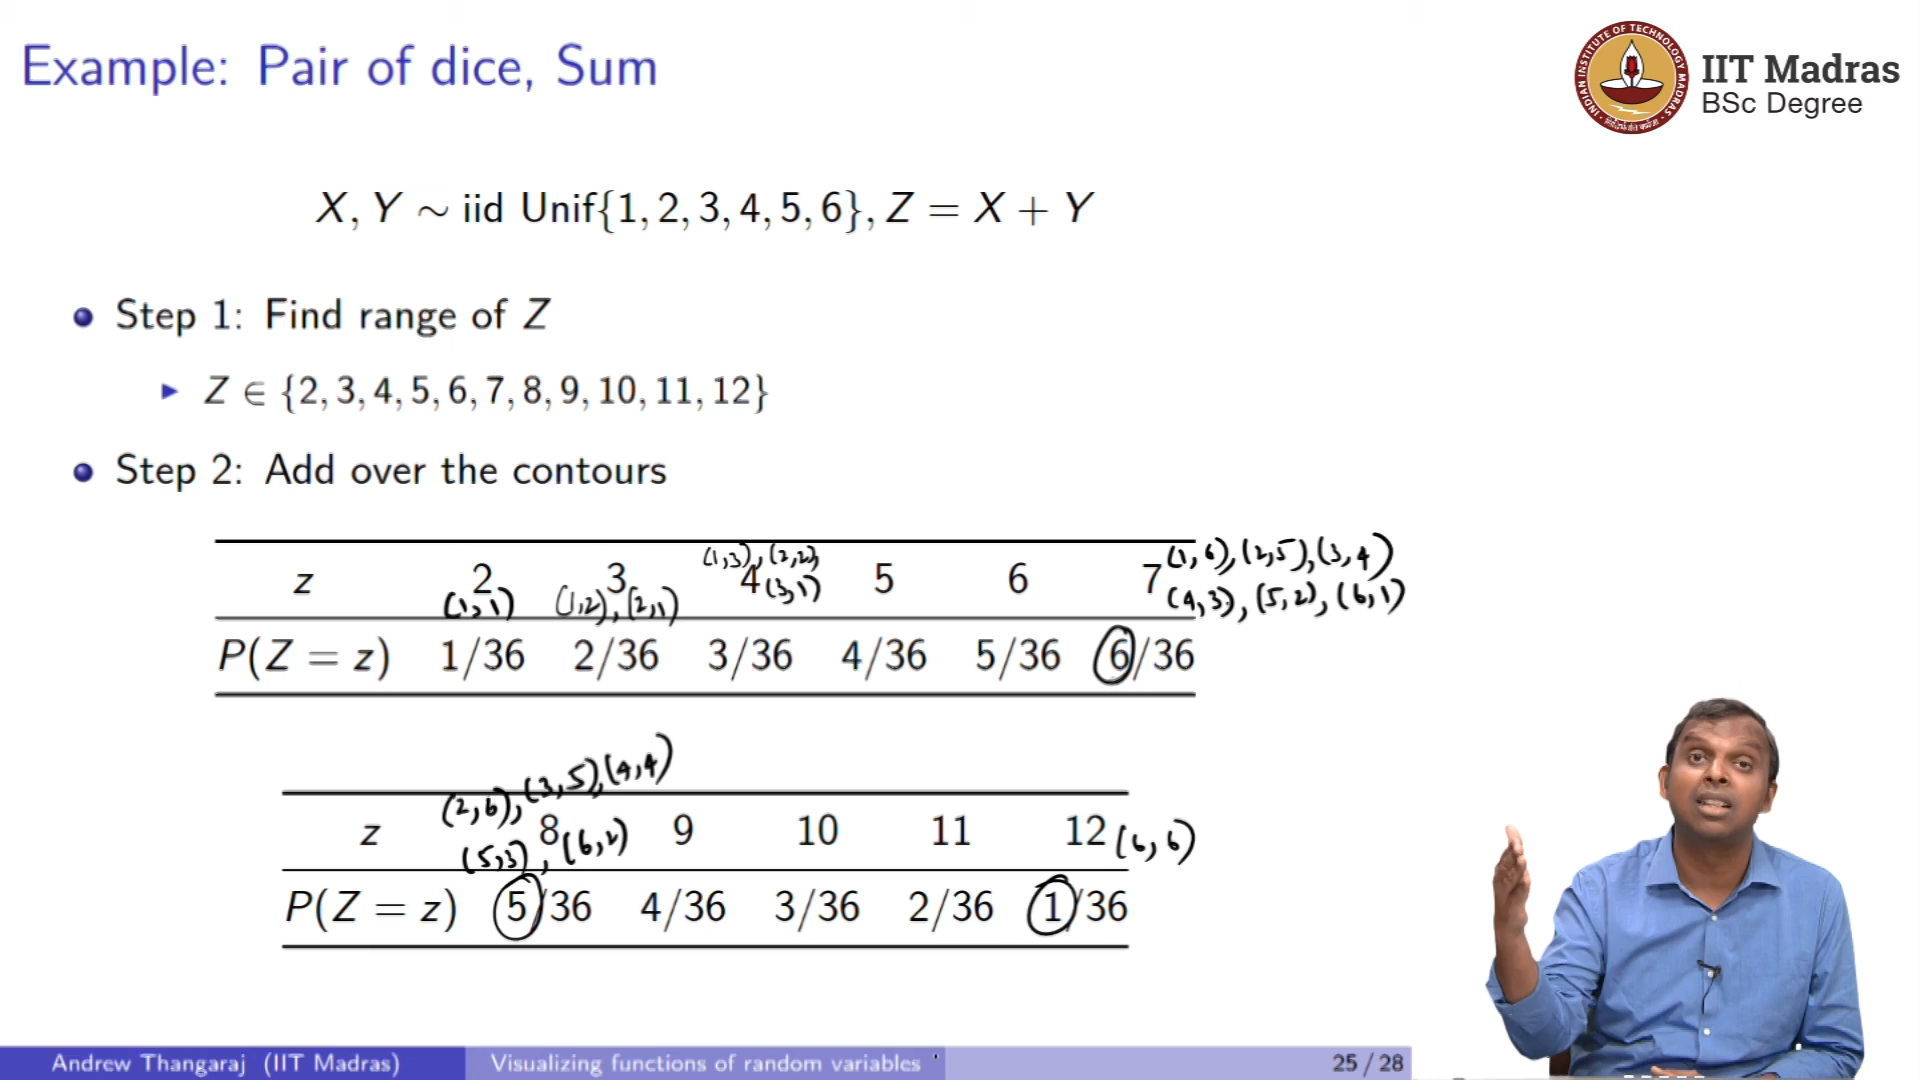 Example: Pair of dice, Sum
IIT Madras
BSc Degree
INDIAN INSTITUTE OF TECHNOLOGY MADRAS
X, Y ∼ iid Unif{1, 2, 3, 4, 5, 6}, Z = X + Y
Step 1: Find range of Z
Z ∈ {2, 3, 4, 5, 6, 7, 8, 9, 10, 11, 12}
Step 2: Add over the contours
(1,3), (2,2), (1,6), (2,5), (3,4)
z 2 3 4 5 6 7
(1,1) (1,2), (2,1) (3,1) (4,3), (5,2), (6,1)
P(Z = z) 1/36 2/36 3/36 4/36 5/36 6/36
(2,6), (3,5), (4,4)
z 8 9 10 11 12 (6,6)
(5,3), (6,2)
P(Z = z) 5/36 4/36 3/36 2/36 1/36
Andrew Thangaraj (IIT Madras) Visualizing functions of random variables 25 / 28